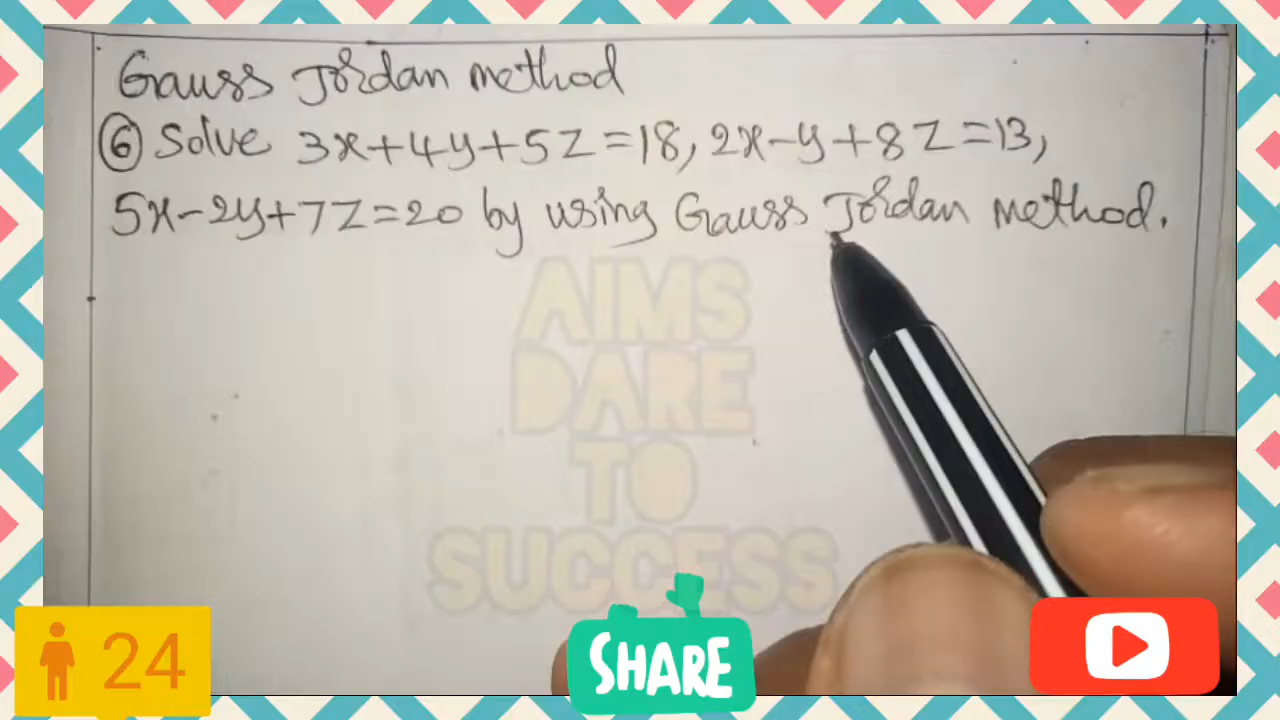 Gauss Jordan method
⑥ Solve 3x+4y+5z=18, 2x-y+8z=13,
5x-2y+7z=20 by using Gauss Jordan method.
AIMS
DARE
TO
SUCCESS
24
SHARE